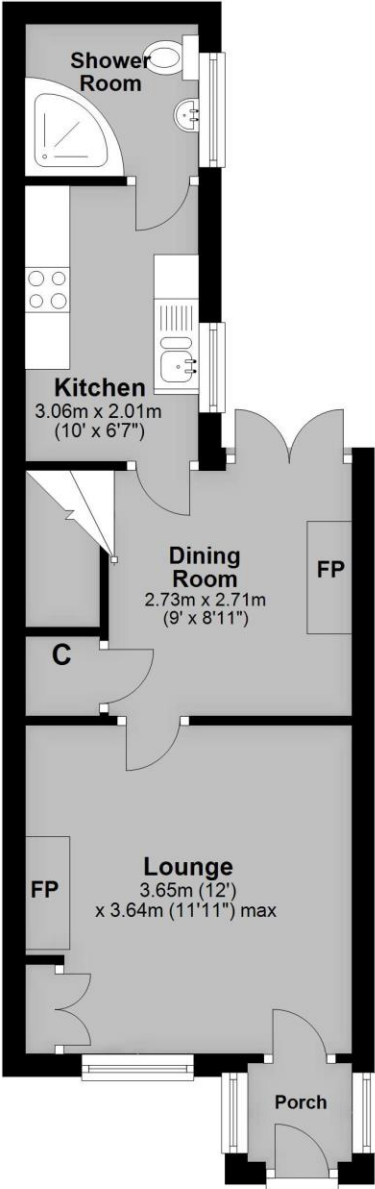 Shower
Room
Kitchen
3.06m x 2.01m
(10' x 6'7")
Dining
Room
2.73m x 2.71m
(9' x 8'11")
FP
C
Lounge
3.65m (12')
x 3.64m (11'11") max
FP
Porch